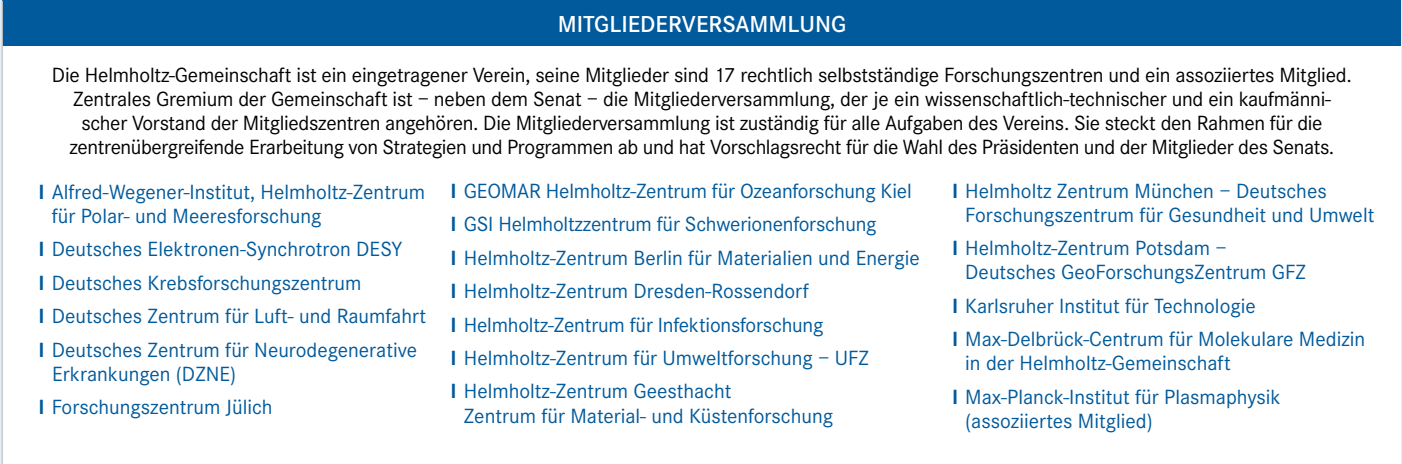 MITGLIEDERVERSAMMLUNG
Die Helmholtz-Gemeinschaft ist ein eingetragener Verein, seine Mitglieder sind 17 rechtlich selbstständige Forschungszentren und ein assoziiertes Mitglied.
Zentrales Gremium der Gemeinschaft ist – neben dem Senat – die Mitgliederversammlung, der je ein wissenschaftlich-technischer und ein kaufmänni-
scher Vorstand der Mitgliedszentren angehören. Die Mitgliederversammlung ist zuständig für alle Aufgaben des Vereins. Sie steckt den Rahmen für die
zentrenübergreifende Erarbeitung von Strategien und Programmen ab und hat Vorschlagsrecht für die Wahl des Präsidenten und der Mitglieder des Senats.
I Alfred-Wegener-Institut, Helmholtz-Zentrum
für Polar- und Meeresforschung
I Deutsches Elektronen-Synchrotron DESY
I Deutsches Krebsforschungszentrum
I Deutsches Zentrum für Luft- und Raumfahrt
I Deutsches Zentrum für Neurodegenerative
Erkrankungen (DZNE)
I Forschungszentrum Jülich
I GEOMAR Helmholtz-Zentrum für Ozeanforschung Kiel
I GSI Helmholtzzentrum für Schwerionenforschung
I Helmholtz-Zentrum Berlin für Materialien und Energie
I Helmholtz-Zentrum Dresden-Rossendorf
I Helmholtz-Zentrum für Infektionsforschung
I Helmholtz-Zentrum für Umweltforschung – UFZ
I Helmholtz-Zentrum Geesthacht
Zentrum für Material- und Küstenforschung
I Helmholtz Zentrum München – Deutsches
Forschungszentrum für Gesundheit und Umwelt
I Helmholtz-Zentrum Potsdam –
Deutsches GeoForschungsZentrum GFZ
I Karlsruher Institut für Technologie
I Max-Delbrück-Centrum für Molekulare Medizin
in der Helmholtz-Gemeinschaft
I Max-Planck-Institut für Plasmaphysik
(assoziiertes Mitglied)